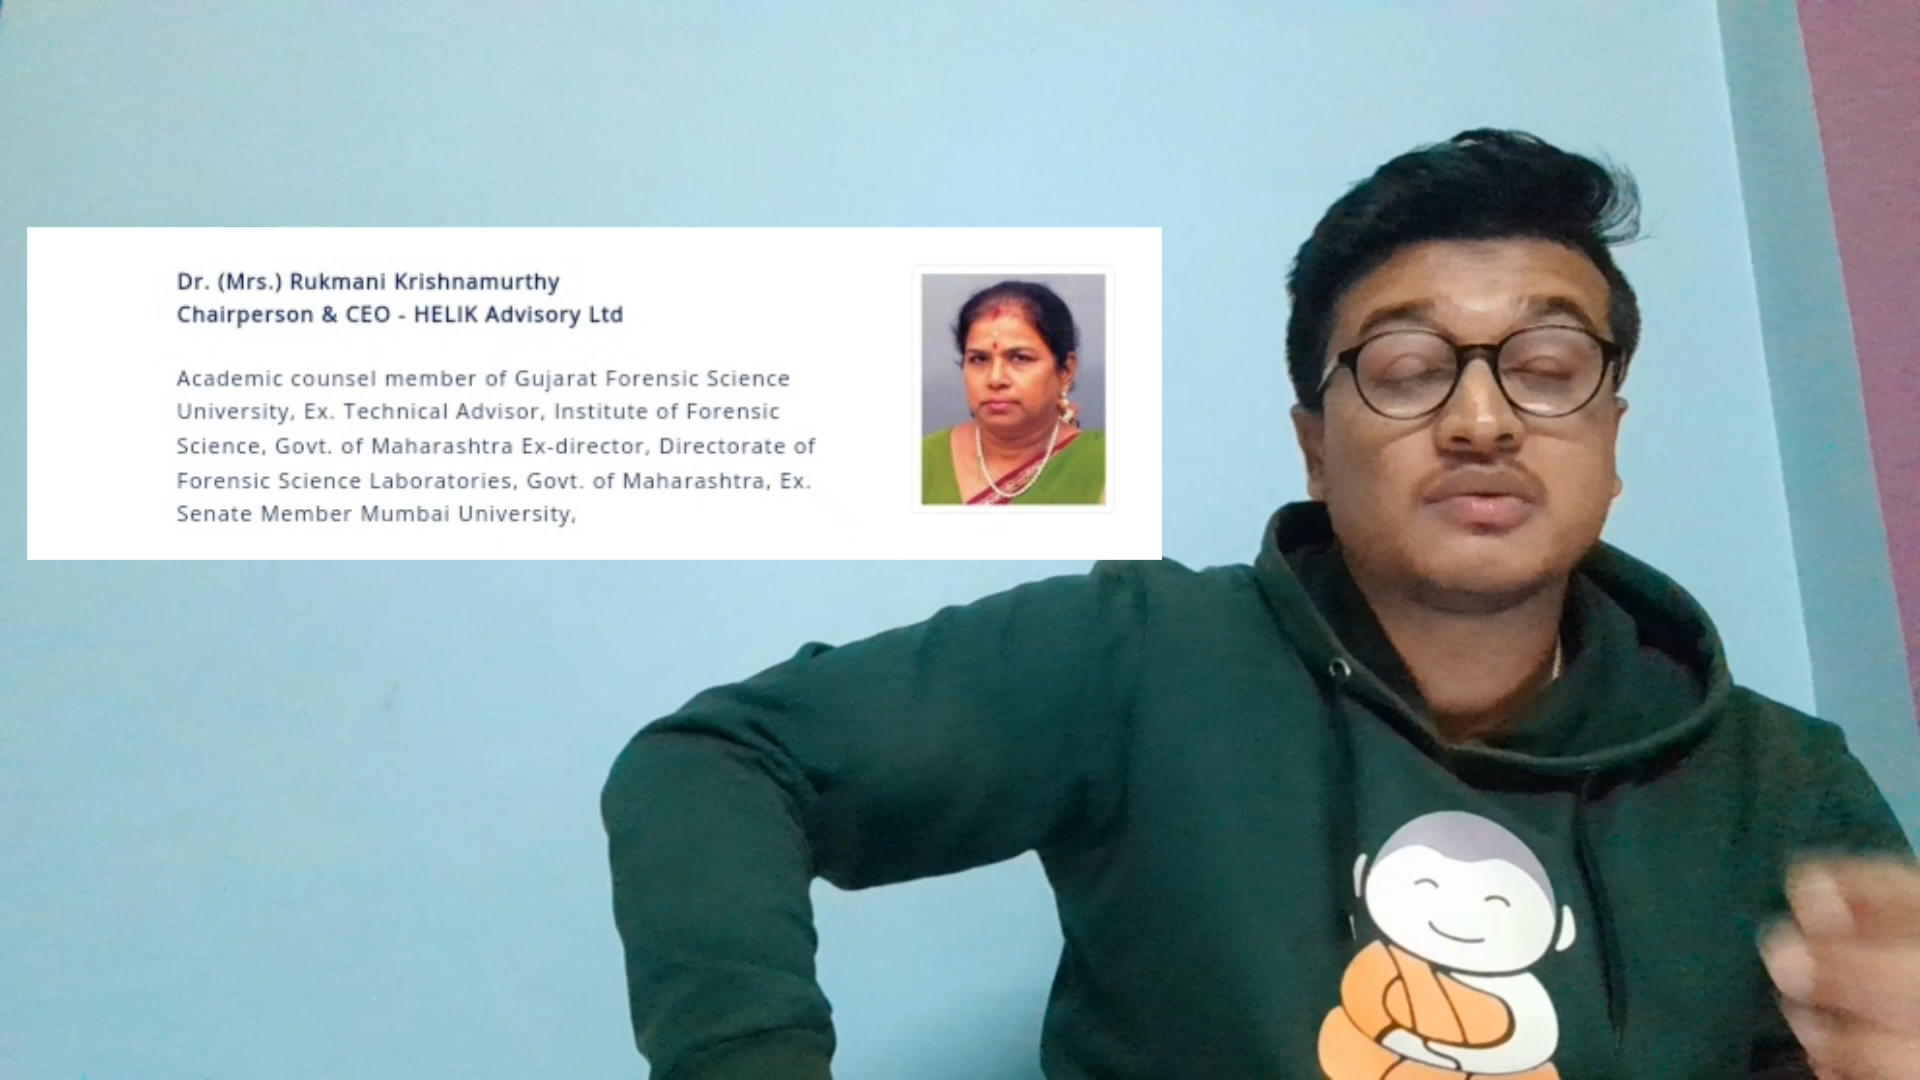 Dr. (Mrs.) Rukmani Krishnamurthy
Chairperson & CEO - HELIK Advisory Ltd
Academic counsel member of Gujarat Forensic Science
University, Ex. Technical Advisor, Institute of Forensic
Science, Govt. of Maharashtra Ex-director, Directorate of
Forensic Science Laboratories, Govt. of Maharashtra, Ex.
Senate Member Mumbai University,